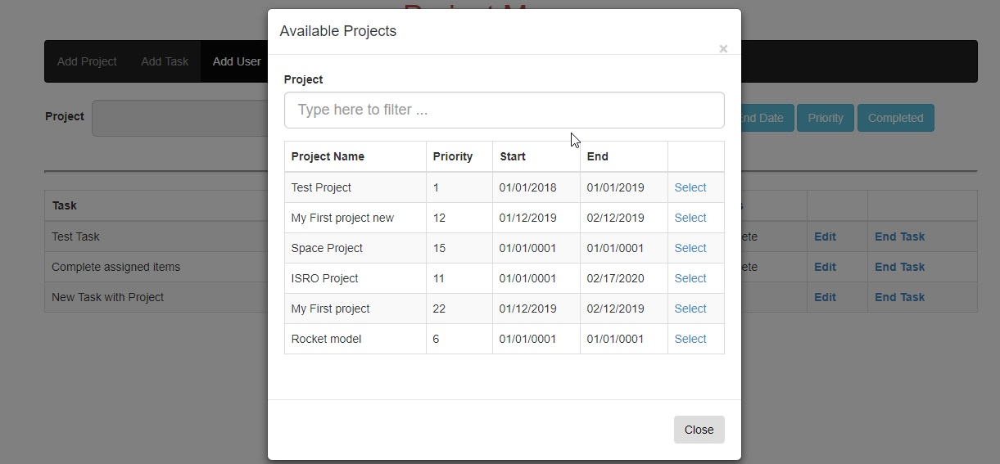 Available Projects
×
Add Project Add Task Add User
Project
Type here to filter ...
Project
End Date Priority Completed
Project Name Priority Start End
Test Project 1 01/01/2018 01/01/2019 Select
My First project new 12 01/12/2019 02/12/2019 Select
Space Project 15 01/01/0001 01/01/0001 Select
ISRO Project 11 01/01/0001 02/17/2020 Select
My First project 22 01/12/2019 02/12/2019 Select
Rocket model 6 01/01/0001 01/01/0001 Select
Close
Task
Test Task Edit End Task
Complete assigned items Edit End Task
New Task with Project Edit End Task